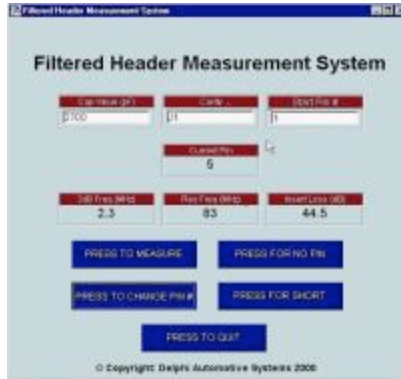 Filtered Header Measurement System
Filtered Header Measurement System
Cap Value (pF) Config. Start Pin #
2700 J1 1
Current Pin
5
3dB Freq (MHz) Res Freq (MHz) Insert Loss (dB)
2.3 83 44.5
PRESS TO MEASURE PRESS FOR NO PIN
PRESS TO CHANGE PIN # PRESS FOR SHORT
PRESS TO QUIT
© Copyright: Delphi Automotive Systems 2000